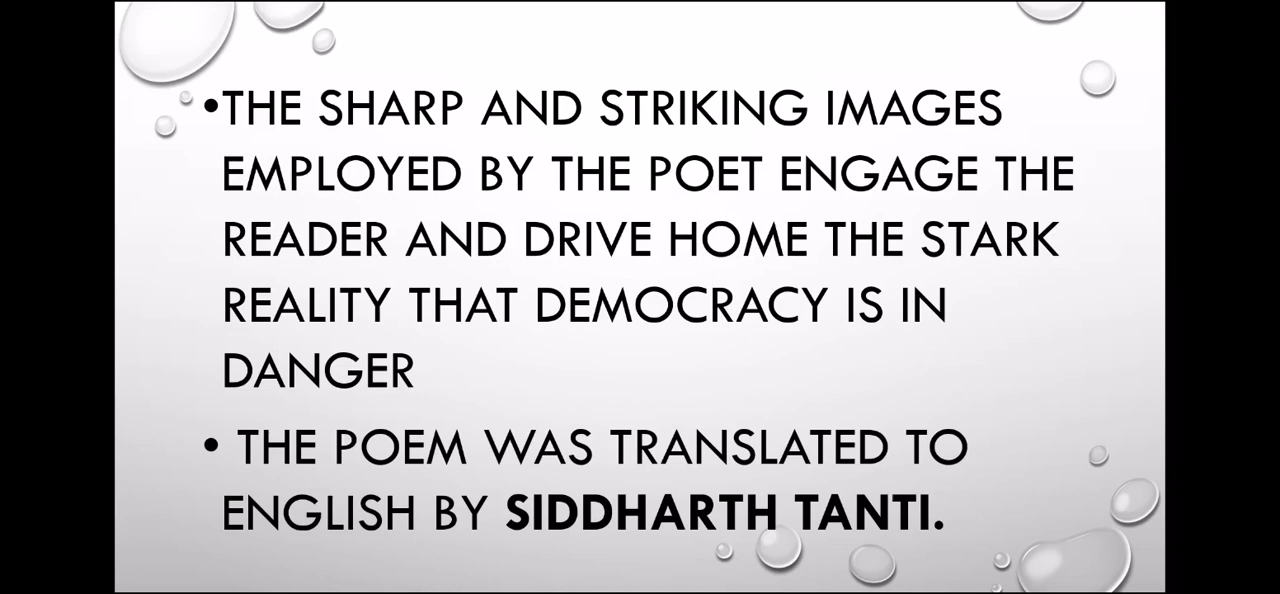 •THE SHARP AND STRIKING IMAGES
EMPLOYED BY THE POET ENGAGE THE
READER AND DRIVE HOME THE STARK
REALITY THAT DEMOCRACY IS IN
DANGER
• THE POEM WAS TRANSLATED TO
ENGLISH BY SIDDHARTH TANTI.